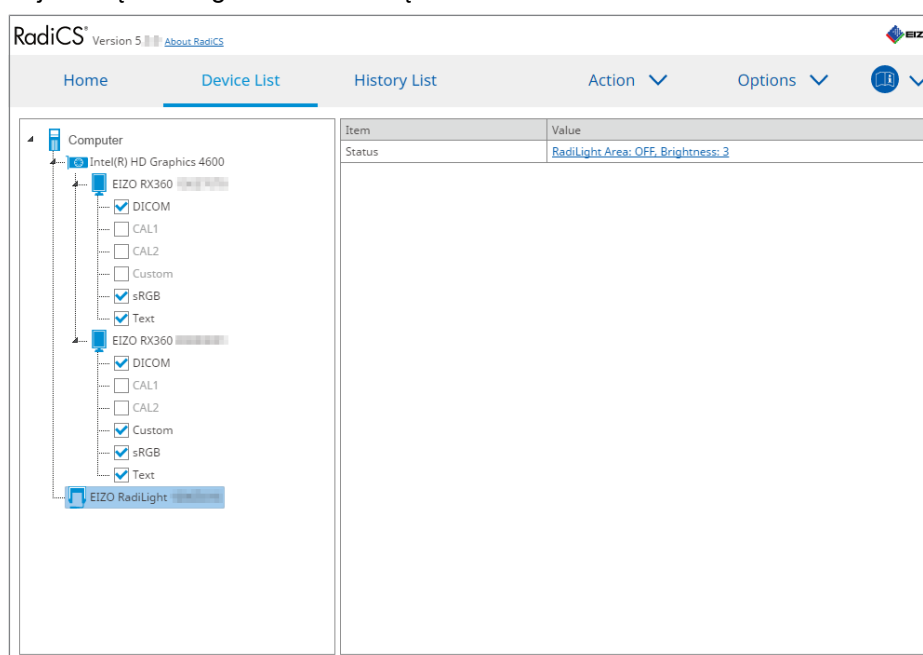 RadiCS® Version 5 About RadiCS
EIZ
Home Device List History List Action Options
Computer
Intel(R) HD Graphics 4600
EIZO RX360
DICOM
CAL1
CAL2
Custom
sRGB
Text
EIZO RX360
DICOM
CAL1
CAL2
Custom
sRGB
Text
EIZO RadiLight
Item Value
Status RadiLight Area: OFF, Brightness: 3